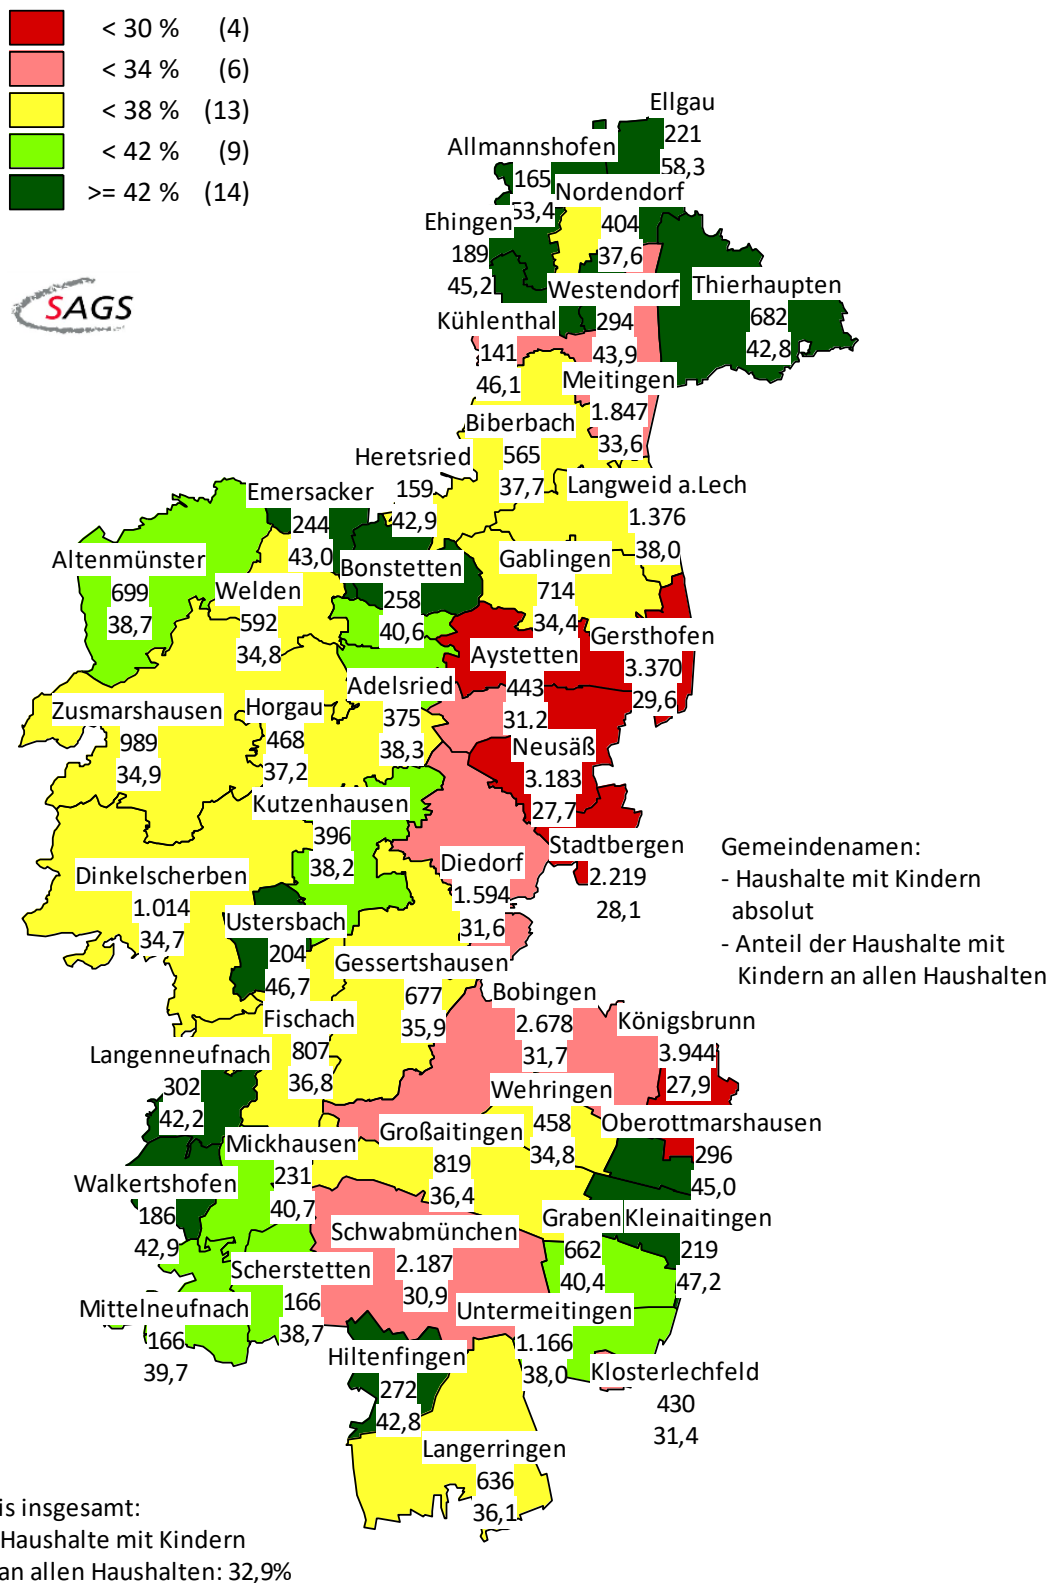 < 30 % (4)
< 34 % (6)
< 38 % (13)
< 42 % (9)
>= 42 % (14)
SAGS
Ellgau
221
58,3
Allmannshofen
165
53,4
Nordendorf
404
37,6
Ehingen
189
45,2
Westendorf
294
43,9
Thierhaupten
682
42,8
Kühlenthal
141
46,1
Meitingen
1.847
33,6
Biberbach
565
37,7
Heretsried
159
42,9
Langweid a.Lech
1.376
38,0
Emersacker
244
43,0
Altenmünster
699
38,7
Welden
592
34,8
Bonstetten
258
40,6
Gablingen
714
34,4
Gersthofen
3.370
29,6
Aystetten
443
31,2
Adelsried
375
38,3
Zusmarshausen
989
34,9
Horgau
468
37,2
Neusäß
3.183
27,7
Kutzenhausen
396
38,2
Stadtbergen
2.219
28,1
Gemeindenamen:
- Haushalte mit Kindern
absolut
- Anteil der Haushalte mit
Kindern an allen Haushalten
Diedorf
1.594
31,6
Dinkelscherben
1.014
34,7
Ustersbach
204
46,7
Gessertshausen
677
35,9
Bobingen
2.678
31,7
Königsbrunn
3.944
27,9
Fischach
807
36,8
Langenneufnach
302
42,2
Wehringen
458
34,8
Oberottmarshausen
296
45,0
Großaitingen
819
36,4
Mickhausen
231
40,7
Walkertshofen
186
42,9
Schwabmünchen
2.187
30,9
Graben
662
40,4
Kleinaitingen
219
47,2
Scherstetten
166
38,7
Mittelneufnach
166
39,7
Untermeitingen
1.166
38,0
Hiltenfingen
272
42,8
Klosterlechfeld
430
31,4
Langerringen
636
36,1
is insgesamt:
Haushalte mit Kindern
an allen Haushalten: 32,9%